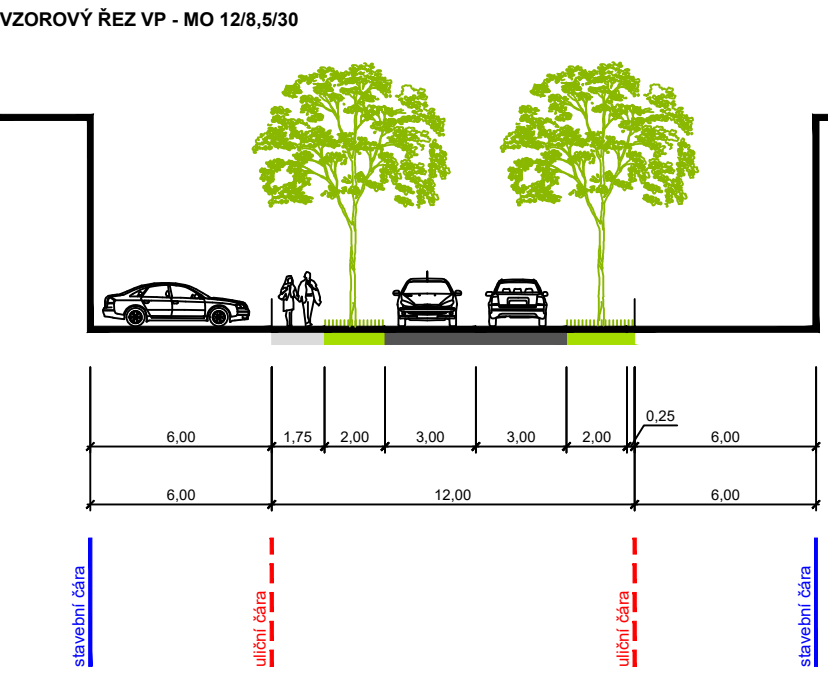 VZOROVÝ ŘEZ VP - MO 12/8,5/30
0,25
6,00 1,75 2,00 3,00 3,00 2,00 6,00
6,00 12,00 6,00
stavební čára
uliční čára
uliční čára
stavební čára